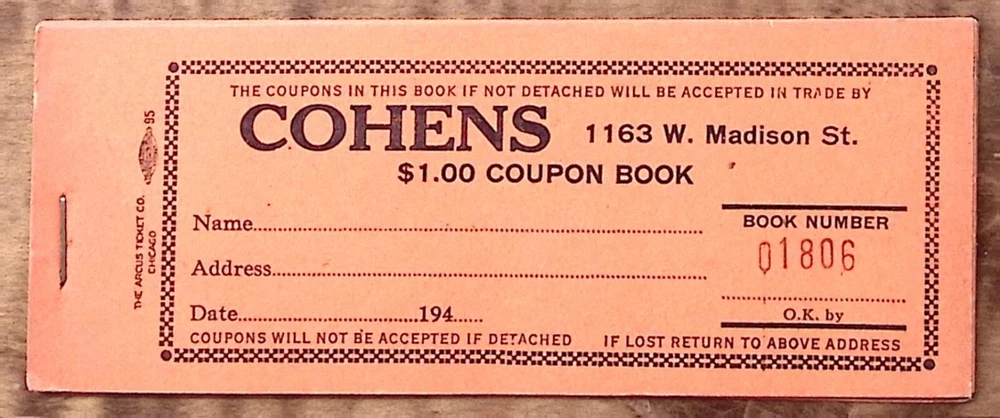 THE COUPONS IN THIS BOOK IF NOT DETACHED WILL BE ACCEPTED IN TRADE BY
COHENS 1163 W. Madison St.
$1.00 COUPON BOOK
Name
Address
Date 194
BOOK NUMBER
01806
O.K. by
COUPONS WILL NOT BE ACCEPTED IF DETACHED IF LOST RETURN TO ABOVE ADDRESS
THE ARCUS TICKET CO.
CHICAGO
95